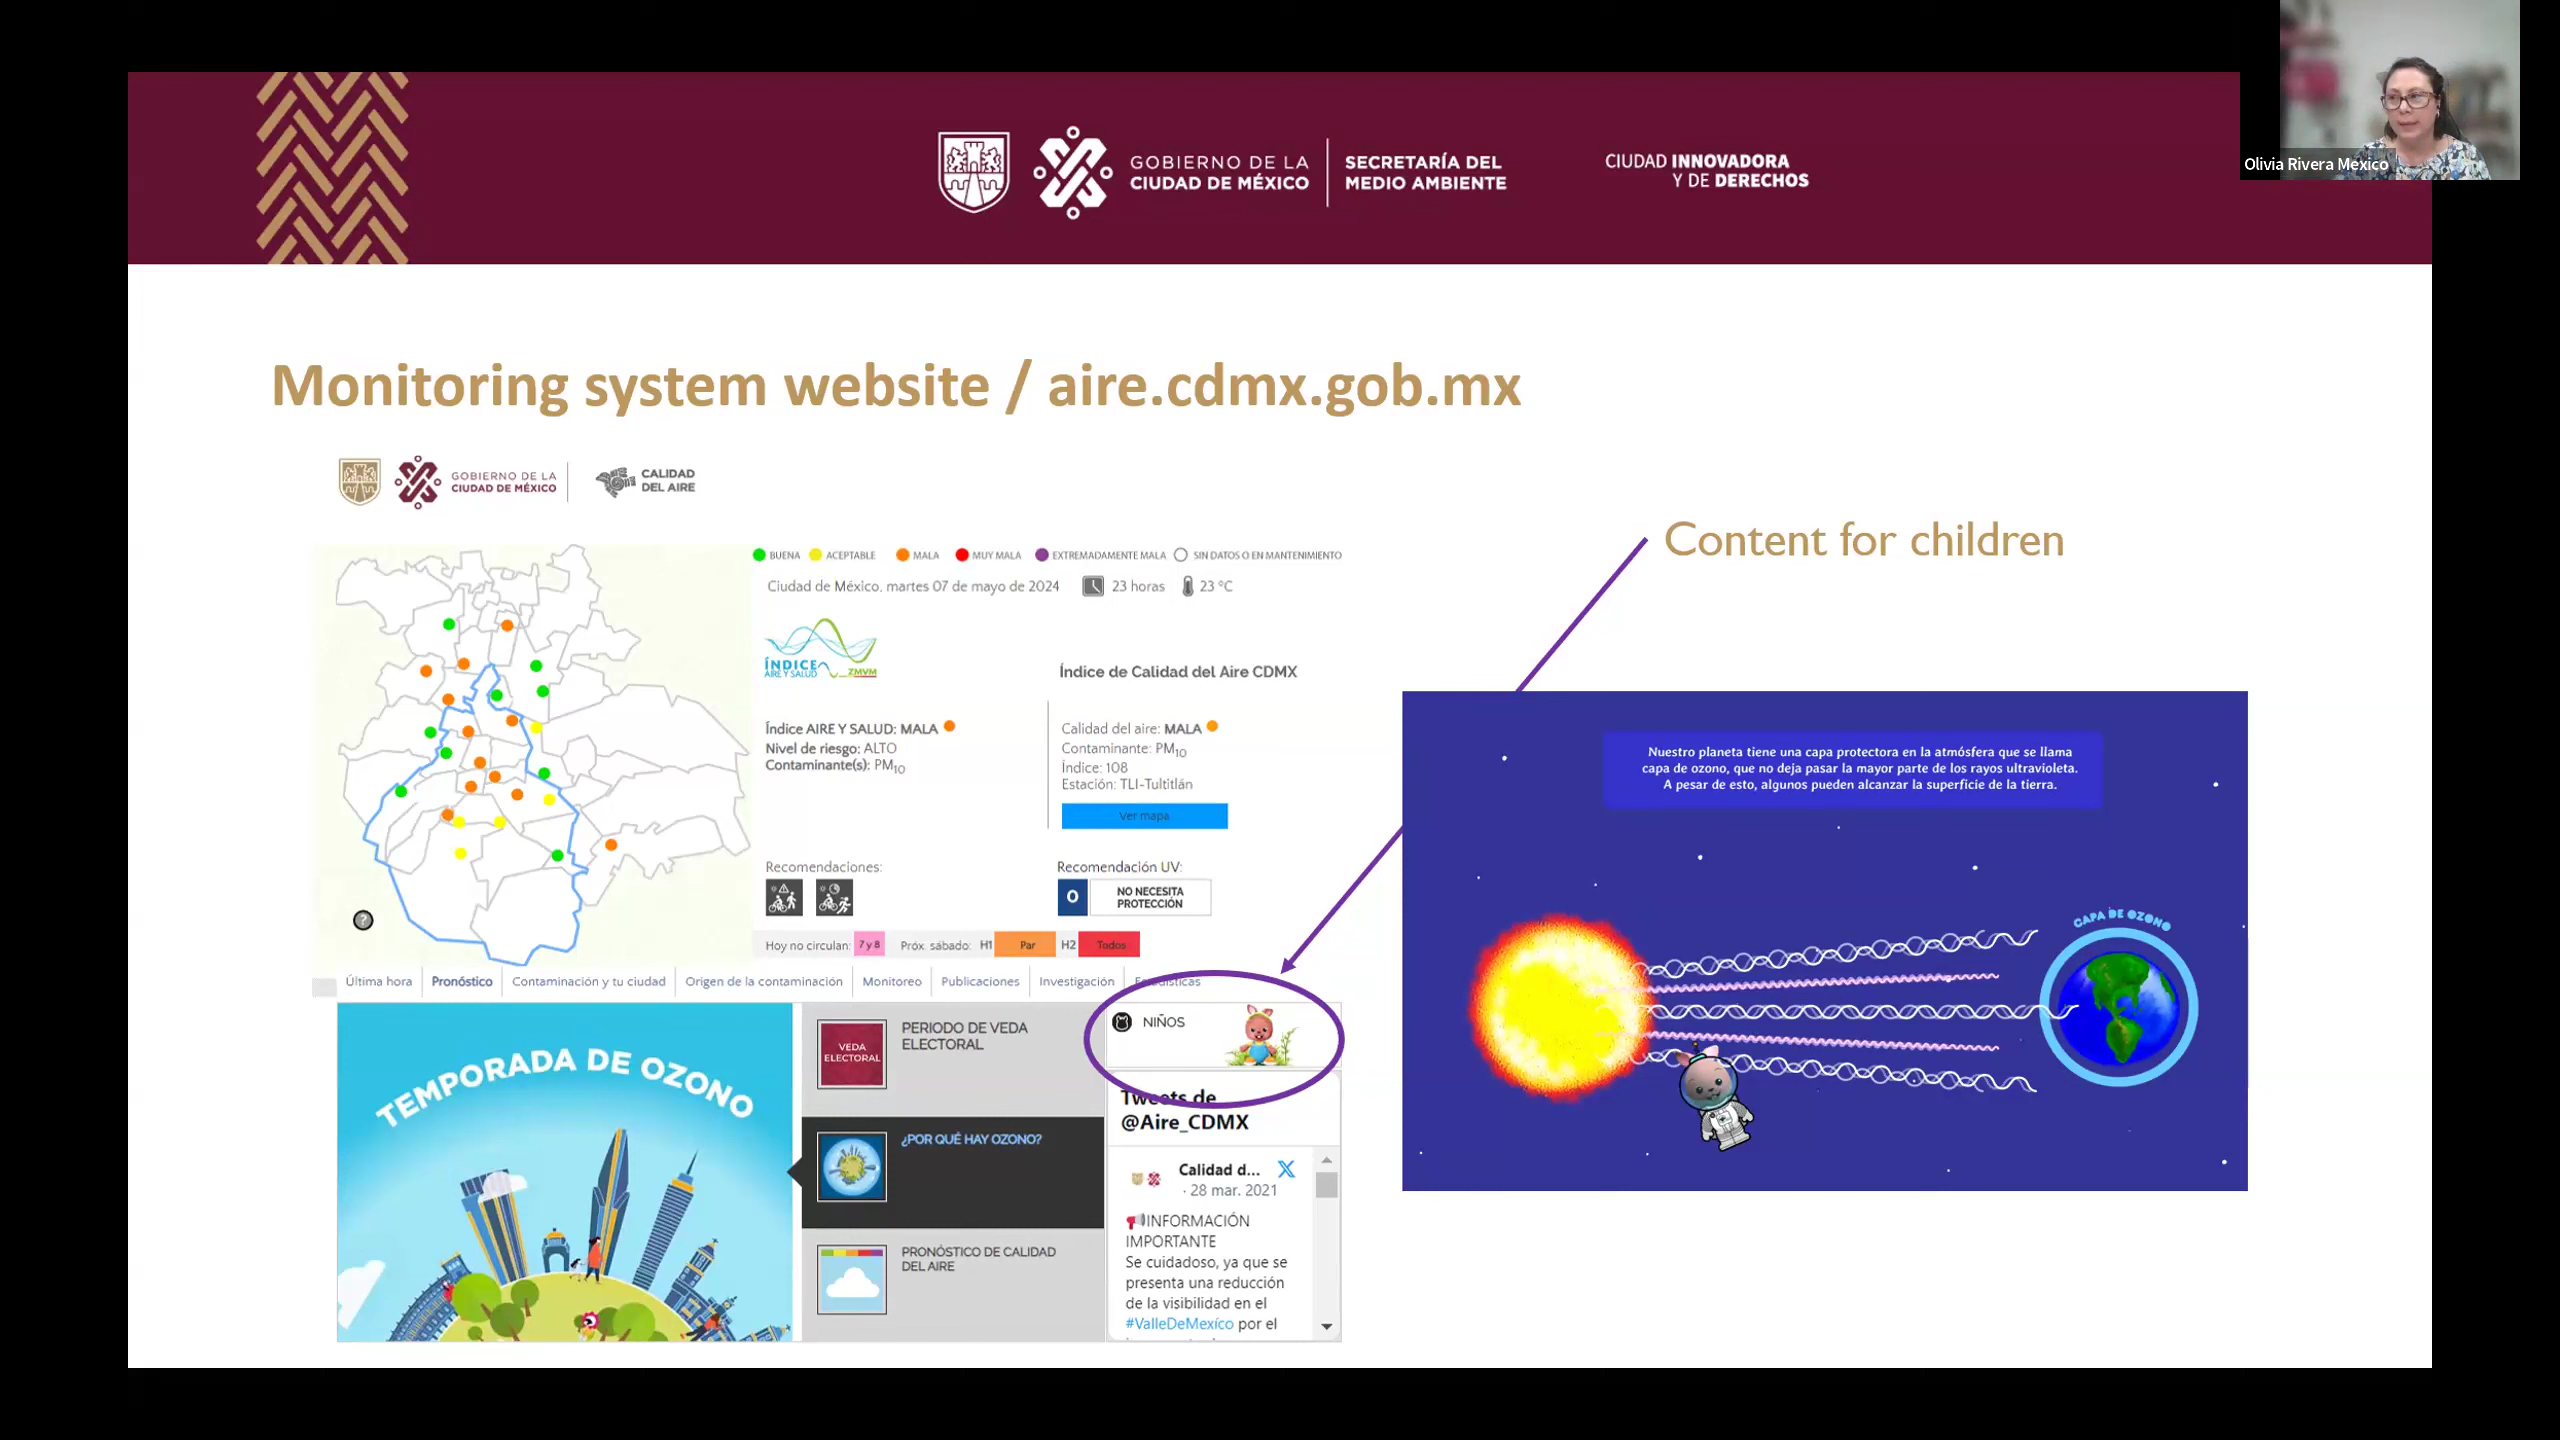 GOBIERNO DE LA
CIUDAD DE MÉXICO
SECRETARÍA DEL
MEDIO AMBIENTE
CIUDAD INNOVADORA
Y DE DERECHOS
Olivia Rivera Mexico
Monitoring system website / aire.cdmx.gob.mx
GOBIERNO DE LA
CIUDAD DE MÉXICO
CALIDAD
DEL AIRE
Content for children
BUENA ACEPTABLE MALA MUY MALA EXTREMADAMENTE MALA SIN DATOS O EN MANTENIMIENTO
Ciudad de México, martes 07 de mayo de 2024 23 horas 23 °C
ÍNDICE
AIRE Y SALUD ZMVM
Índice de Calidad del Aire CDMX
Índice AIRE Y SALUD: MALA
Nivel de riesgo: ALTO
Contaminante(s): PM10
Calidad del aire: MALA
Contaminante: PM10
Índice: 108
Estación: TLI-Tultitlán
Ver mapa
Recomendaciones:
Recomendación UV:
0 NO NECESITA
PROTECCIÓN
?
Hoy no circulan: 7 y 8 Próx. sábado: H1 Par H2 Todos
Última hora Pronóstico Contaminación y tu ciudad Origen de la contaminación Monitoreo Publicaciones Investigación Estadísticas
TEMPORADA DE OZONO
VEDA
ELECTORAL
PERIODO DE VEDA
ELECTORAL
¿POR QUÉ HAY OZONO?
PRONÓSTICO DE CALIDAD
DEL AIRE
NIÑOS
Tweets de
@Aire_CDMX
Calidad d...
· 28 mar. 2021
INFORMACIÓN
IMPORTANTE
Se cuidadoso, ya que se
presenta una reducción
de la visibilidad en el
#ValleDeMexíco por el
Nuestro planeta tiene una capa protectora en la atmósfera que se llama
capa de ozono, que no deja pasar la mayor parte de los rayos ultravioleta.
A pesar de esto, algunos pueden alcanzar la superficie de la tierra.
CAPA DE OZONO